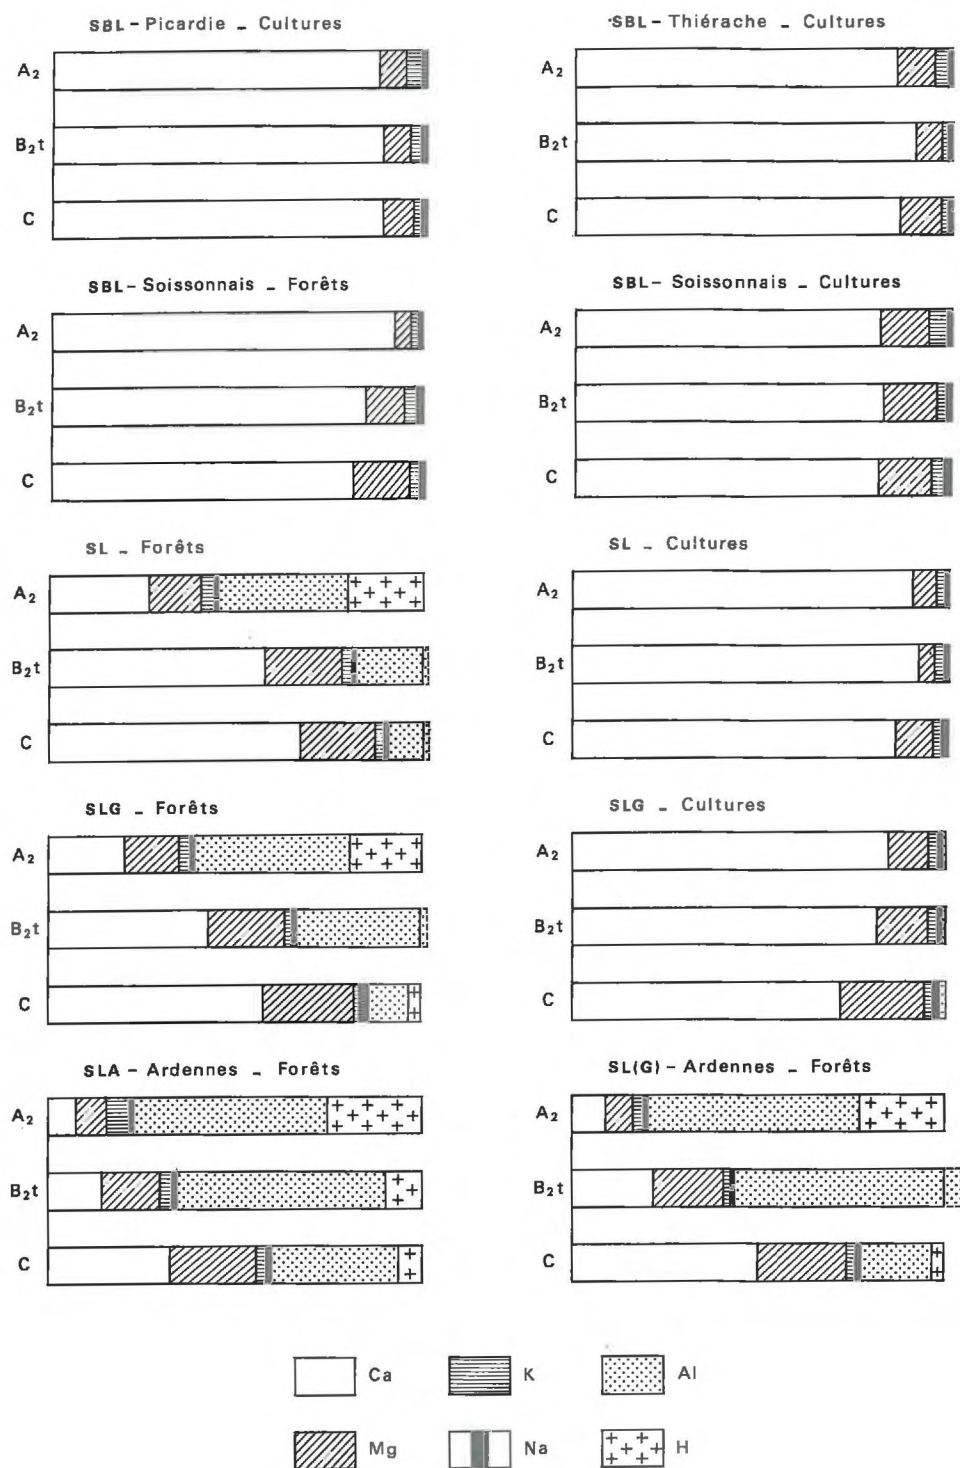 SBL – Picardie – Cultures
A2
B2t
C
SBL – Thiérache – Cultures
A2
B2t
C
SBL – Soissonnais – Forêts
A2
B2t
C
SBL – Soissonnais – Cultures
A2
B2t
C
SL – Forêts
A2
B2t
C
SL – Cultures
A2
B2t
C
SLG – Forêts
A2
B2t
C
SLG – Cultures
A2
B2t
C
SLA – Ardennes – Forêts
A2
B2t
C
SL(G) – Ardennes – Forêts
A2
B2t
C
Ca
K
Al
Mg
Na
H